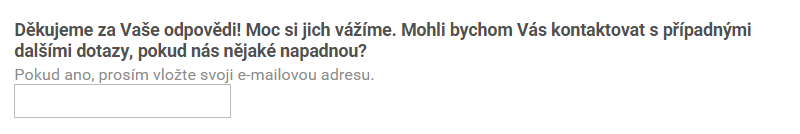 Děkujeme za Vaše odpovědi! Moc si jich vážíme. Mohli bychom Vás kontaktovat s případnými
dalšími dotazy, pokud nás nějaké napadnou?
Pokud ano, prosím vložte svoji e-mailovou adresu.